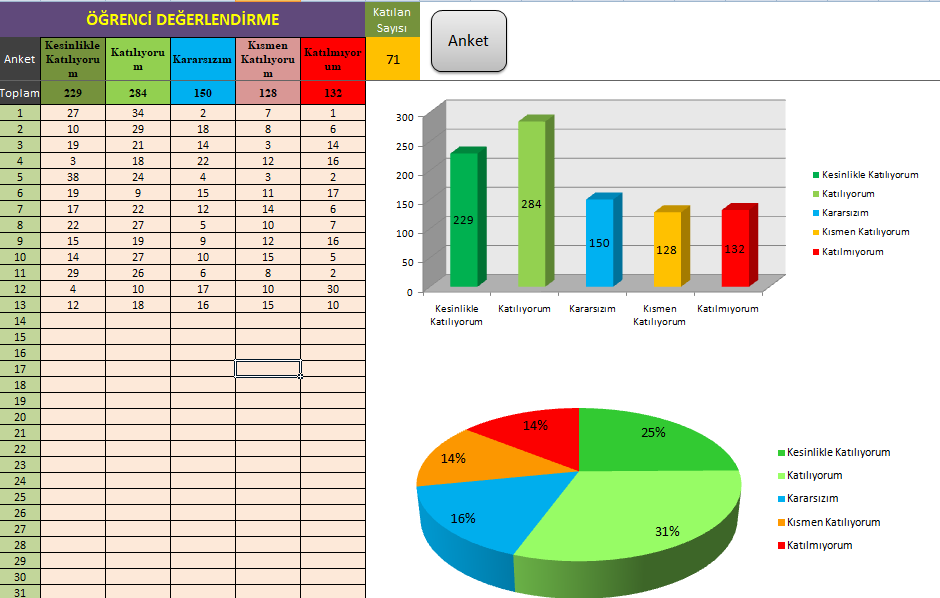 ÖĞRENCİ DEĞERLENDİRME
Katılan
Sayısı
Anket
Kesinlikle
Katılıyoru
m
Katılıyoru
m
Kararsızım
Kısmen
Katılıyoru
m
Katılmıyor
um
71
Anket
Toplam 229 284 150 128 132
1 27 34 2 7 1
2 10 29 18 8 6
3 19 21 14 3 14
4 3 18 22 12 16
5 38 24 4 3 2
6 19 9 15 11 17
7 17 22 12 14 6
8 22 27 5 10 7
9 15 19 9 12 16
10 14 27 10 15 5
11 29 26 6 8 2
12 4 10 17 10 30
13 12 18 16 15 10
14
15
16
17
18
19
20
21
22
23
24
25
26
27
28
29
30
31
300
250
200
150
100
50
0
229
284
150
128
132
Kesinlikle
Katılıyorum
Katılıyorum
Kararsızım
Kısmen
Katılıyorum
Katılmıyorum
Kesinlikle Katılıyorum
Katılıyorum
Kararsızım
Kısmen Katılıyorum
Katılmıyorum
25%
31%
16%
14%
14%
Kesinlikle Katılıyorum
Katılıyorum
Kararsızım
Kısmen Katılıyorum
Katılmıyorum